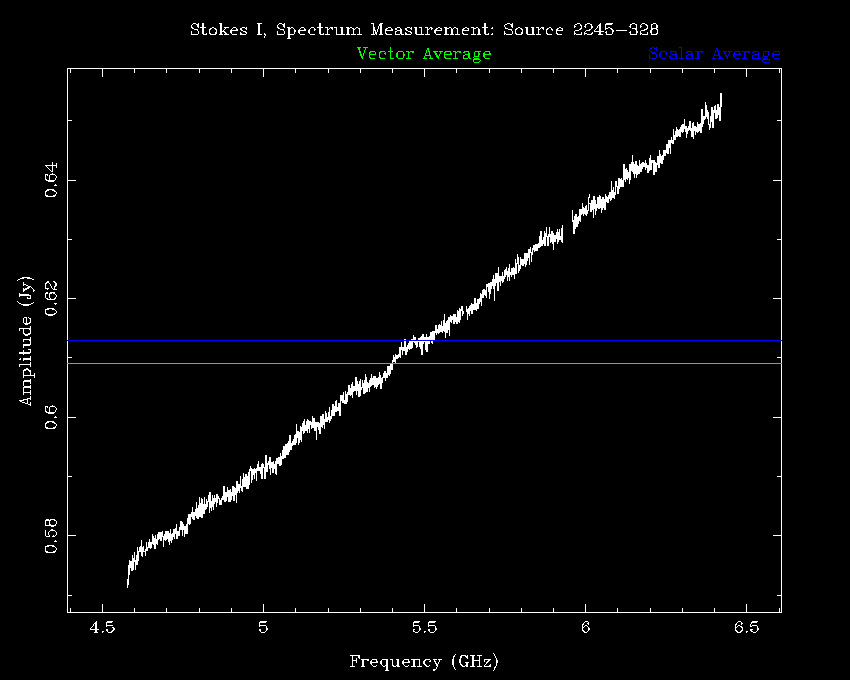 Stokes I, Spectrum Measurement: Source 2245−328
Vector Average Scalar Average
0.64
0.62
0.6
0.58
Amplitude (Jy)
4.5 5 5.5 6 6.5
Frequency (GHz)